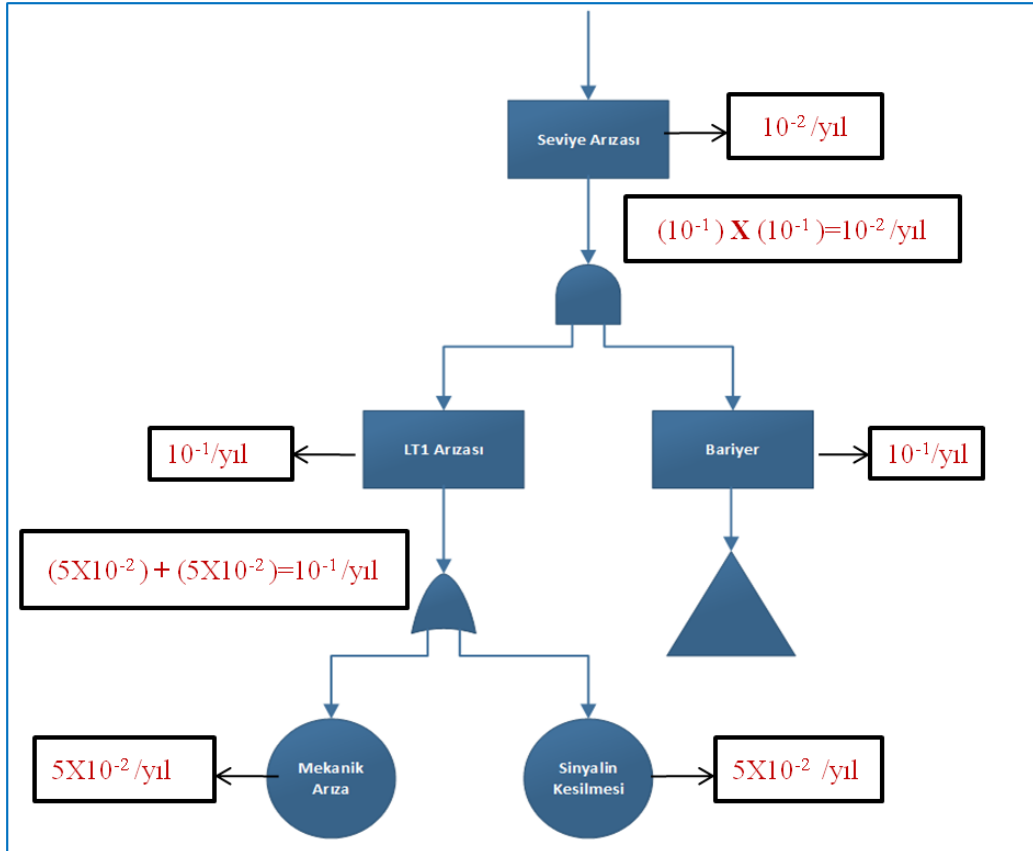 Seviye Arızası
10⁻² /yıl
(10⁻¹ ) X (10⁻¹ )=10⁻² /yıl
LT1 Arızası
10⁻¹/yıl
Bariyer
10⁻¹/yıl
(5X10⁻²) + (5X10⁻²)=10⁻¹ /yıl
Mekanik
Arıza
5X10⁻² /yıl
Sinyalin
Kesilmesi
5X10⁻² /yıl